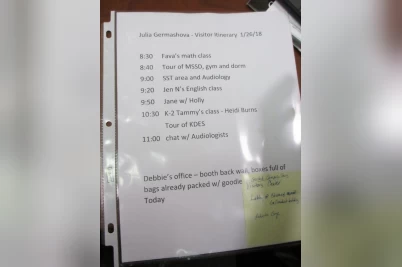 Julia Germashova - Visitor Itinerary 1/26/18
8:30 Fava's math class
8:40 Tour of MSSD, gym and dorm
9:00 SST area and Audiology
9:20 Jen N's English class
9:50 Jane w/ Holly
10:30 K-2 Tammy's class - Heidi Burns
Tour of KDES
11:00 chat w/ Audiologists
Debbie's office – booth back wall, boxes full of
bags already packed w/ goodie
Today